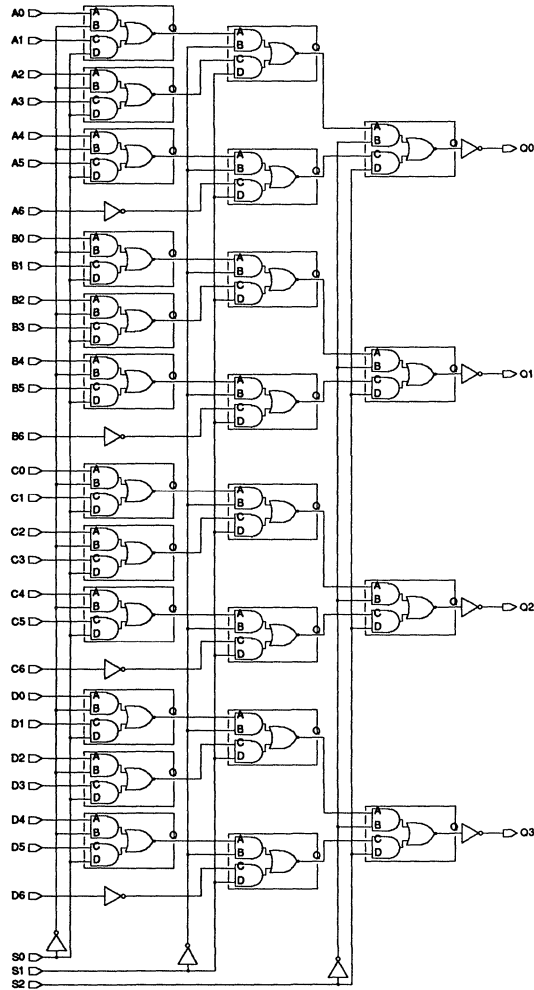 A0 A
B Q
A
A1 C
B Q
D
C
A2 A
D
B Q
A3 C
D
A
A4 A
B Q Q0
B Q
A
C
A5 C
B Q
D
D
C
D
A6
B0 A
B Q
A
B1 C
B Q
D
C
B2 A
D
B Q
B3 C
D
A
B4 A
B Q Q1
B Q
A
C
B5 C
B Q
D
D
C
D
B6
C0 A
B Q
A
C1 C
B Q
D
C
C2 A
D
B Q
C3 C
D
A
C4 A
B Q Q2
B Q
A
C
C5 C
B Q
D
D
C
D
C6
D0 A
B Q
A
D1 C
B Q
D
C
D2 A
D
B Q
D3 C
D
A
D4 A
B Q Q3
B Q
A
C
D5 C
B Q
D
D
C
D
D6
S0
S1
S2